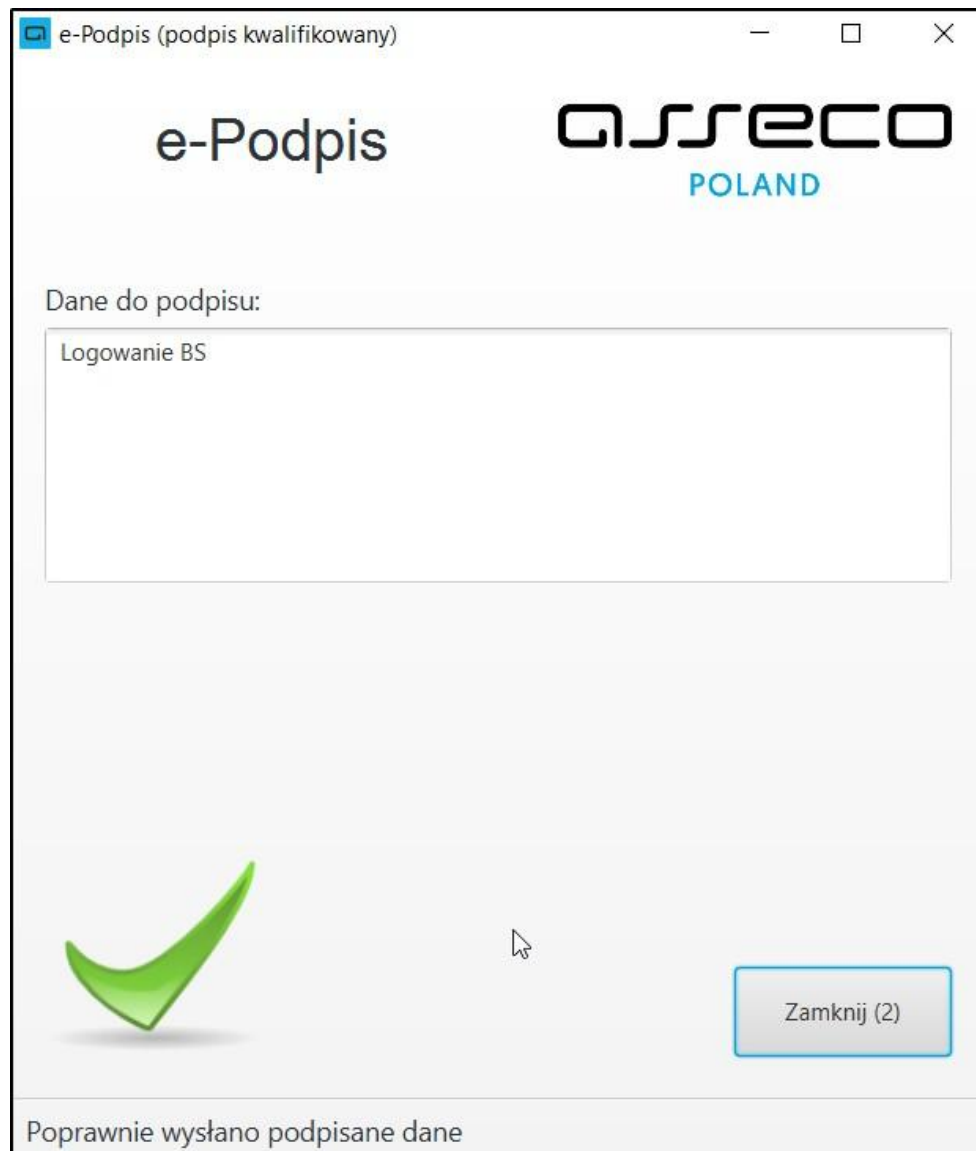 e-Podpis (podpis kwalifikowany)
e-Podpis
asseco
POLAND
Dane do podpisu:
Logowanie BS
Zamknij (2)
Poprawnie wysłano podpisane dane